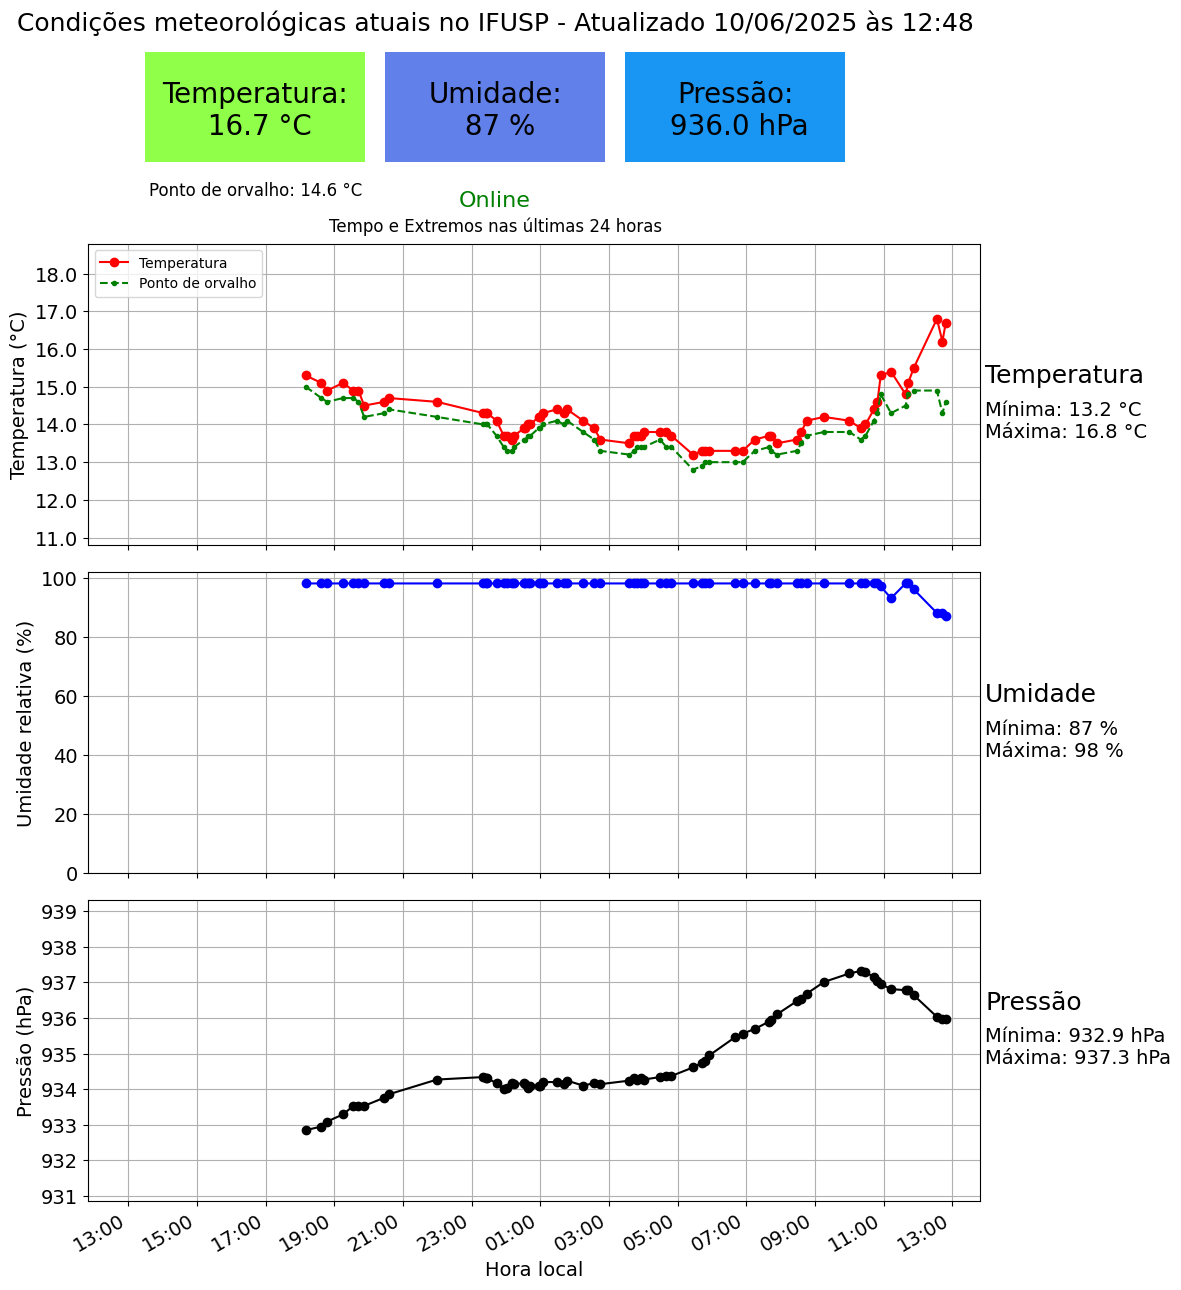 Condições meteorológicas atuais no IFUSP - Atualizado 10/06/2025 às 12:48
Temperatura:
16.7 °C
Umidade:
87 %
Pressão:
936.0 hPa
Ponto de orvalho: 14.6 °C
Online
Tempo e Extremos nas últimas 24 horas
Temperatura
Ponto de orvalho
Temperatura (°C)
18.0
17.0
16.0
15.0
14.0
13.0
12.0
11.0
Temperatura
Mínima: 13.2 °C
Máxima: 16.8 °C
Umidade relativa (%)
100
80
60
40
20
0
Umidade
Mínima: 87 %
Máxima: 98 %
Pressão (hPa)
939
938
937
936
935
934
933
932
931
Pressão
Mínima: 932.9 hPa
Máxima: 937.3 hPa
13:00 15:00 17:00 19:00 21:00 23:00 01:00 03:00 05:00 07:00 09:00 11:00 13:00
Hora local